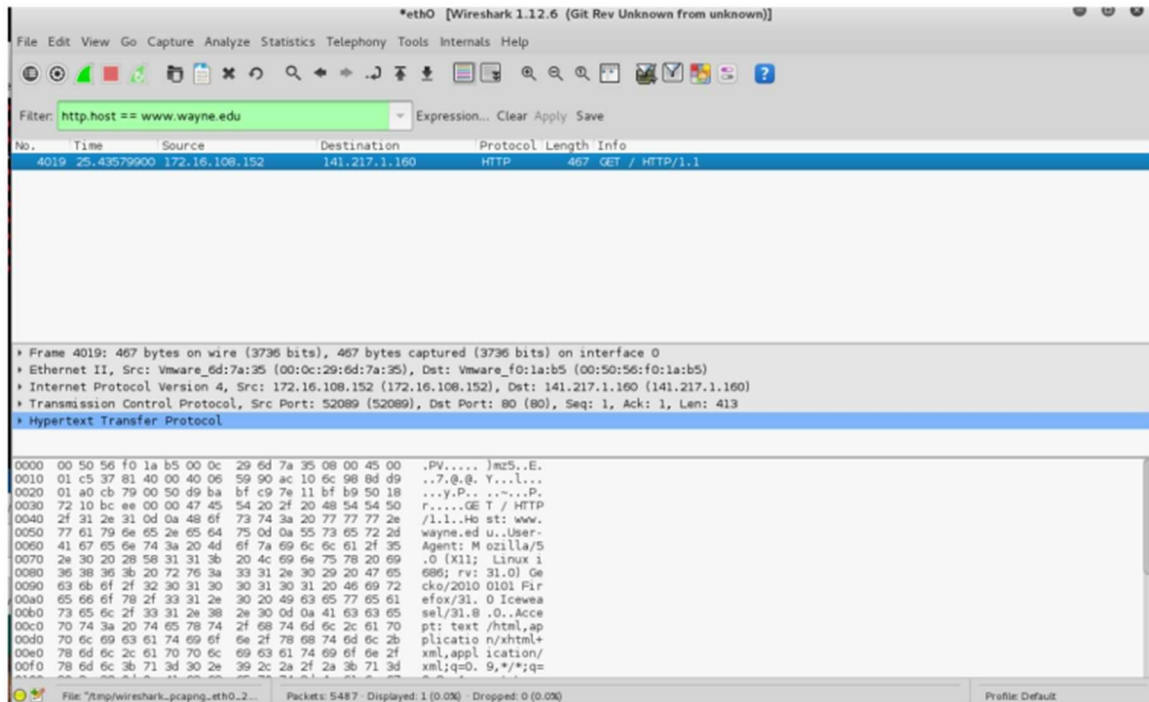 *eth0 [Wireshark 1.12.6 (Git Rev Unknown from unknown)]
File Edit View Go Capture Analyze Statistics Telephony Tools Internals Help
Filter: http.host == www.wayne.edu Expression... Clear Apply Save
No. Time Source Destination Protocol Length Info
4019 25.43579900 172.16.108.152 141.217.1.160 HTTP 467 GET / HTTP/1.1
Frame 4019: 467 bytes on wire (3736 bits), 467 bytes captured (3736 bits) on interface 0
Ethernet II, Src: Vmware_6d:7a:35 (00:0c:29:6d:7a:35), Dst: Vmware_f0:1a:b5 (00:50:56:f0:1a:b5)
Internet Protocol Version 4, Src: 172.16.108.152 (172.16.108.152), Dst: 141.217.1.160 (141.217.1.160)
Transmission Control Protocol, Src Port: 52089 (52089), Dst Port: 80 (80), Seq: 1, Ack: 1, Len: 413
Hypertext Transfer Protocol
0000 00 50 56 f0 1a b5 00 0c 29 6d 7a 35 08 00 45 00 .PV..... )mz5..E.
0010 01 c5 37 81 40 00 40 06 59 90 ac 10 6c 98 8d d9 ..7.@.@. Y...l...
0020 01 a0 cb 79 00 50 d9 ba bf c9 7e 11 bf b9 50 18 ...y.P.. ..~...P.
0030 72 10 bc ee 00 00 47 45 54 20 2f 20 48 54 54 50 r.....GE T / HTTP
0040 2f 31 2e 31 0d 0a 48 6f 73 74 3a 20 77 77 77 2e /1.1..Ho st: www.
0050 77 61 79 6e 65 2e 65 64 75 0d 0a 55 73 65 72 2d wayne.ed u..User-
0060 41 67 65 6e 74 3a 20 4d 6f 7a 69 6c 6c 61 2f 35 Agent: M ozilla/5
0070 2e 30 20 28 58 31 31 3b 20 4c 69 6e 75 78 20 69 .0 (X11; Linux i
0080 36 38 36 3b 20 72 76 3a 33 31 2e 30 29 20 47 65 686; rv: 31.0) Ge
0090 63 6b 6f 2f 32 30 31 30 30 31 30 31 20 46 69 72 cko/2010 0101 Fir
00a0 65 66 6f 78 2f 33 31 2e 30 20 49 63 65 77 65 61 efox/31. 0 Icewea
00b0 73 65 6c 2f 33 31 2e 38 2e 30 0d 0a 41 63 63 65 sel/31.8 .0..Acce
00c0 70 74 3a 20 74 65 78 74 2f 68 74 6d 6c 2c 61 70 pt: text /html,ap
00d0 70 6c 69 63 61 74 69 6f 6e 2f 78 68 74 6d 6c 2b plicatio n/xhtml+
00e0 78 6d 6c 2c 61 70 70 6c 69 63 61 74 69 6f 6e 2f xml,appl ication/
00f0 78 6d 6c 3b 71 3d 30 2e 39 2c 2a 2f 2a 3b 71 3d xml;q=0. 9,*/*;q=
File: "/tmp/wireshark_pcapng_eth0_2... Packets: 5487 · Displayed: 1 (0.0%) · Dropped: 0 (0.0%) Profile: Default